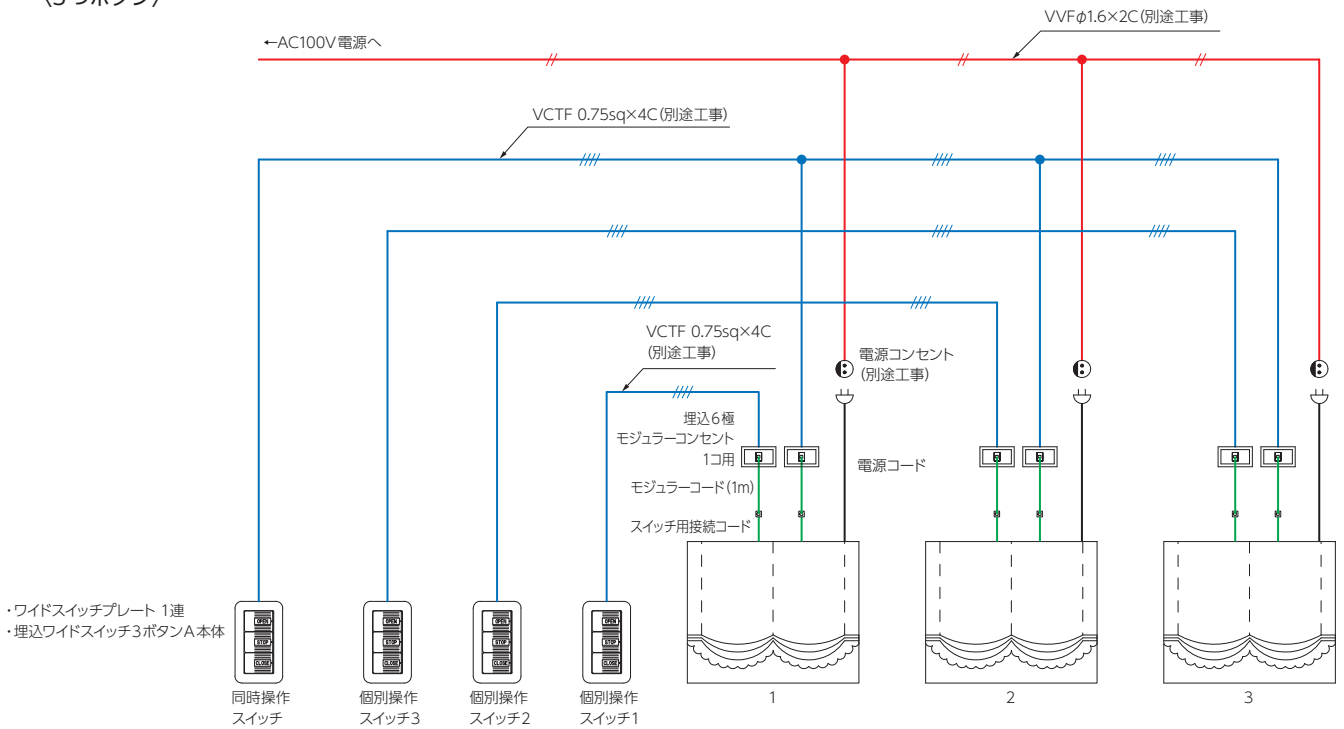 (3つボタン)
VVFφ1.6×2C(別途工事)
←AC100V電源へ
VCTF 0.75sq×4C(別途工事)
VCTF 0.75sq×4C
(別途工事)
電源コンセント
(別途工事)
埋込6極
モジュラーコンセント
1コ用
電源コード
モジュラーコード(1m)
スイッチ用接続コード
・ワイドスイッチプレート 1連
・埋込ワイドスイッチ3ボタンA本体
OPEN
STOP
CLOSE
OPEN
STOP
CLOSE
OPEN
STOP
CLOSE
OPEN
STOP
CLOSE
同時操作
スイッチ
個別操作
スイッチ3
個別操作
スイッチ2
個別操作
スイッチ1
1
2
3